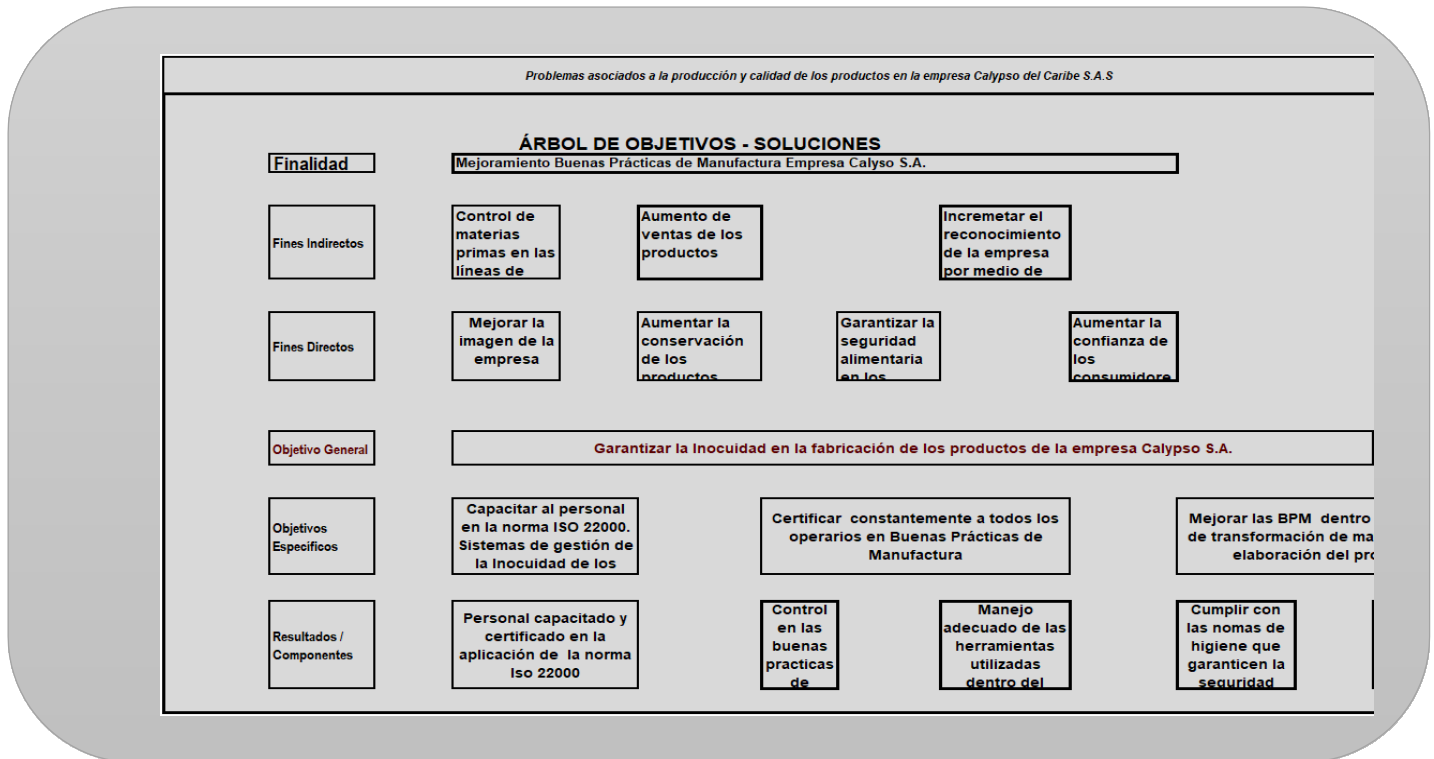 Problemas asociados a la producción y calidad de los productos en la empresa Calypso del Caribe S.A.S
ÁRBOL DE OBJETIVOS - SOLUCIONES
Finalidad
Mejoramiento Buenas Prácticas de Manufactura Empresa Calyso S.A.
Fines Indirectos
Control de
materias
primas en las
líneas de
Aumento de
ventas de los
productos
Incremetar el
reconocimiento
de la empresa
por medio de
Fines Directos
Mejorar la
imagen de la
empresa
Aumentar la
conservación
de los
productos
Garantizar la
seguridad
alimentaria
en los
Aumentar la
confianza de
los
consumidore
Objetivo General
Garantizar la Inocuidad en la fabricación de los productos de la empresa Calypso S.A.
Objetivos
Especificos
Capacitar al personal
en la norma ISO 22000.
Sistemas de gestión de
la Inocuidad de los
Certificar constantemente a todos los
operarios en Buenas Prácticas de
Manufactura
Mejorar las BPM dentro
de transformación de ma
elaboración del pro
Resultados /
Componentes
Personal capacitado y
certificado en la
aplicación de la norma
Iso 22000
Control
en las
buenas
practicas
de
Manejo
adecuado de las
herramientas
utilizadas
dentro del
Cumplir con
las nomas de
higiene que
garanticen la
seguridad